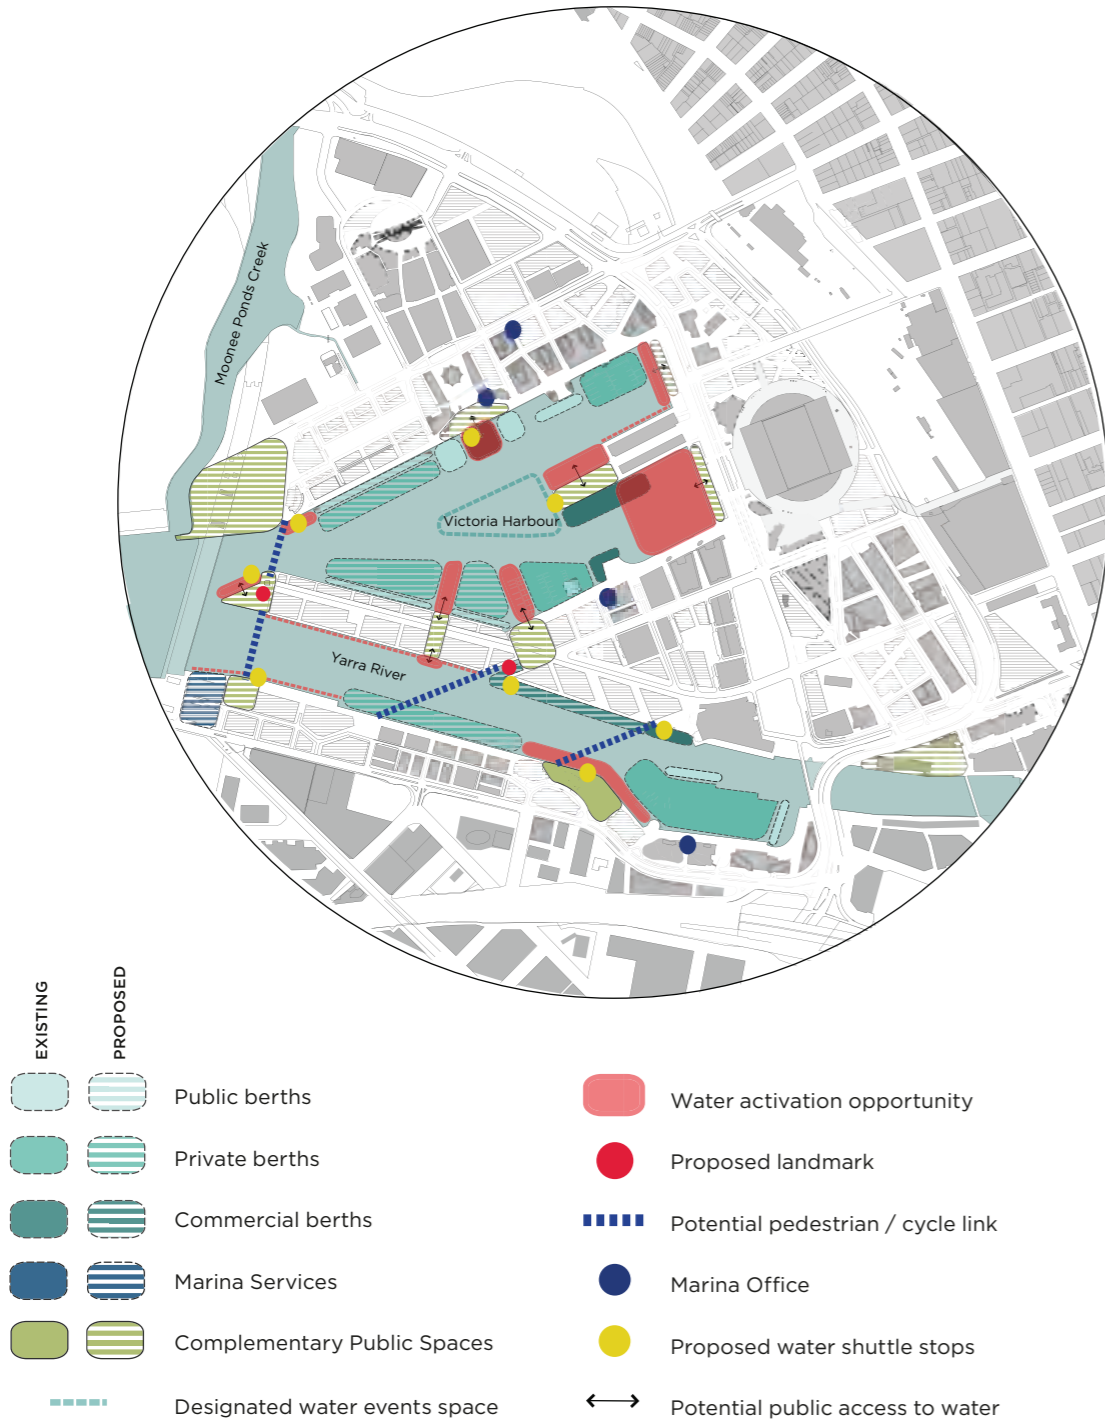 Moonee Ponds Creek
Victoria Harbour
Yarra River
EXISTING
PROPOSED
Public berths
Private berths
Commercial berths
Marina Services
Complementary Public Spaces
Designated water events space
Water activation opportunity
Proposed landmark
Potential pedestrian / cycle link
Marina Office
Proposed water shuttle stops
Potential public access to water